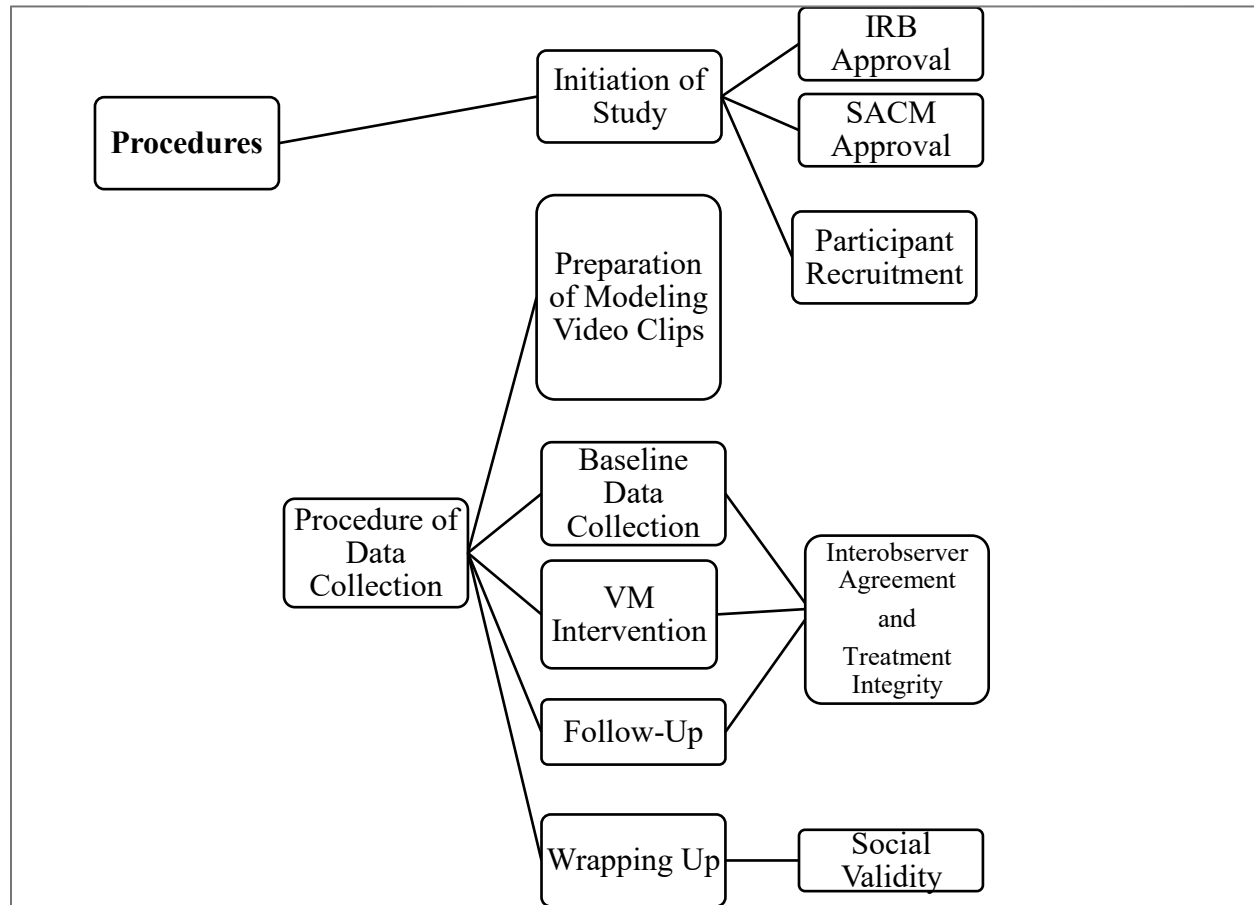 Procedures
Initiation of
Study
IRB
Approval
SACM
Approval
Participant
Recruitment
Procedure of
Data
Collection
Preparation
of Modeling
Video Clips
Baseline
Data
Collection
VM
Intervention
Follow-Up
Interobserver
Agreement
and
Treatment
Integrity
Wrapping Up
Social
Validity